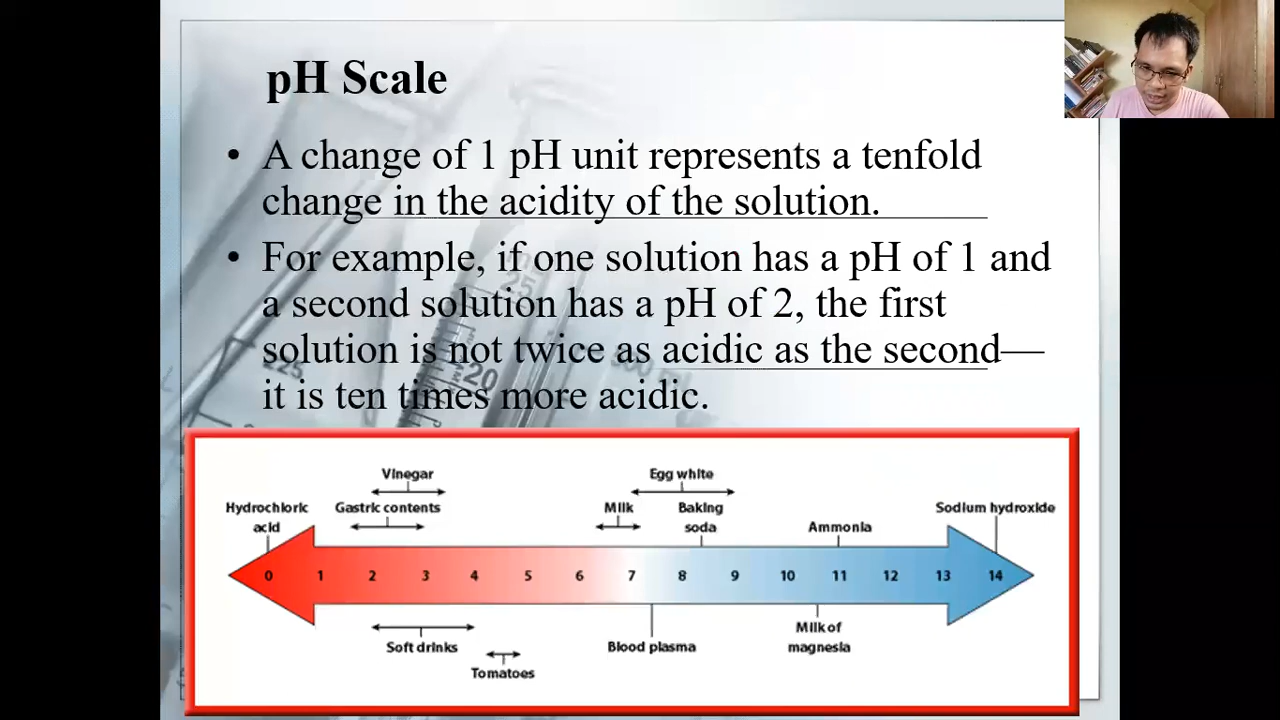 pH Scale
• A change of 1 pH unit represents a tenfold
change in the acidity of the solution.
• For example, if one solution has a pH of 1 and
a second solution has a pH of 2, the first
solution is not twice as acidic as the second—
it is ten times more acidic.
Vinegar
Egg white
Hydrochloric
acid
Gastric contents
Milk
Baking
soda
Ammonia
Sodium hydroxide
0 1 2 3 4 5 6 7 8 9 10 11 12 13 14
Soft drinks
Tomatoes
Blood plasma
Milk of
magnesia
20
25